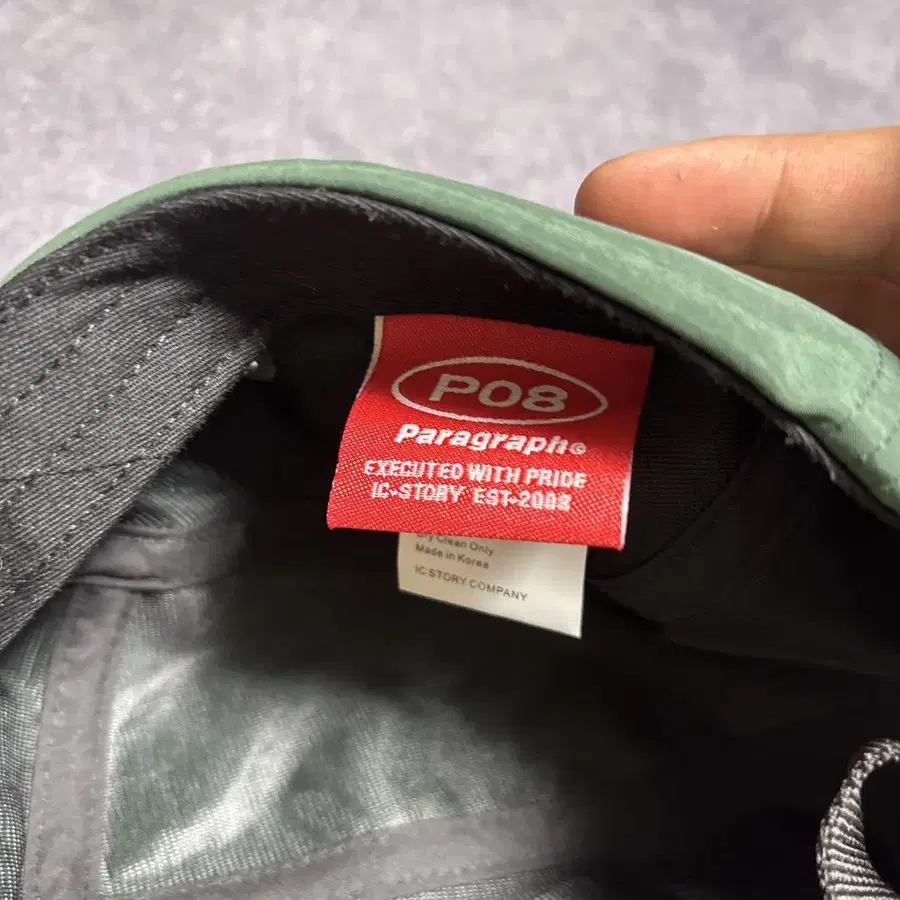 P08
Paragraph©
EXECUTED WITH PRIDE
IC-STORY EST-2008
Dry Clean Only
Made in Korea
IC STORY COMPANY